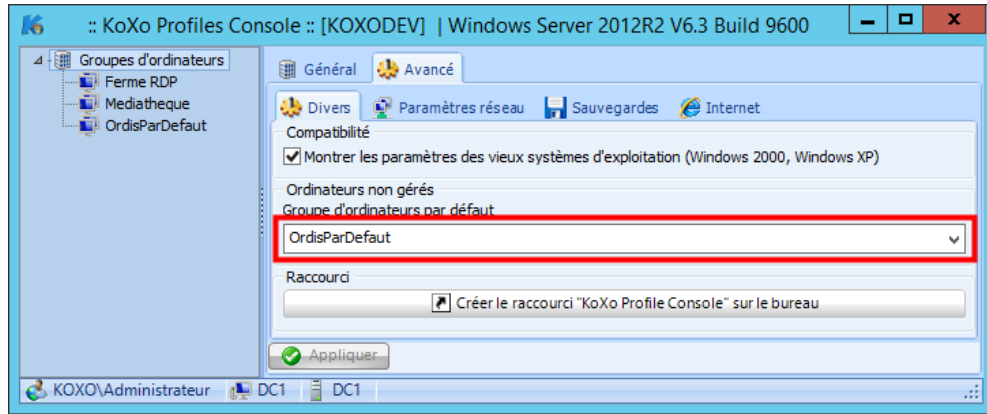 :: KoXo Profiles Console :: [KOXODEV] | Windows Server 2012R2 V6.3 Build 9600
Groupes d'ordinateurs
Ferme RDP
Mediatheque
OrdisParDefaut
Général Avancé
Divers Paramètres réseau Sauvegardes Internet
Compatibilité
Montrer les paramètres des vieux systèmes d'exploitation (Windows 2000, Windows XP)
Ordinateurs non gérés
Groupe d'ordinateurs par défaut
OrdisParDefaut
Raccourci
Créer le raccourci "KoXo Profile Console" sur le bureau
Appliquer
KOXO\Administrateur DC1 DC1